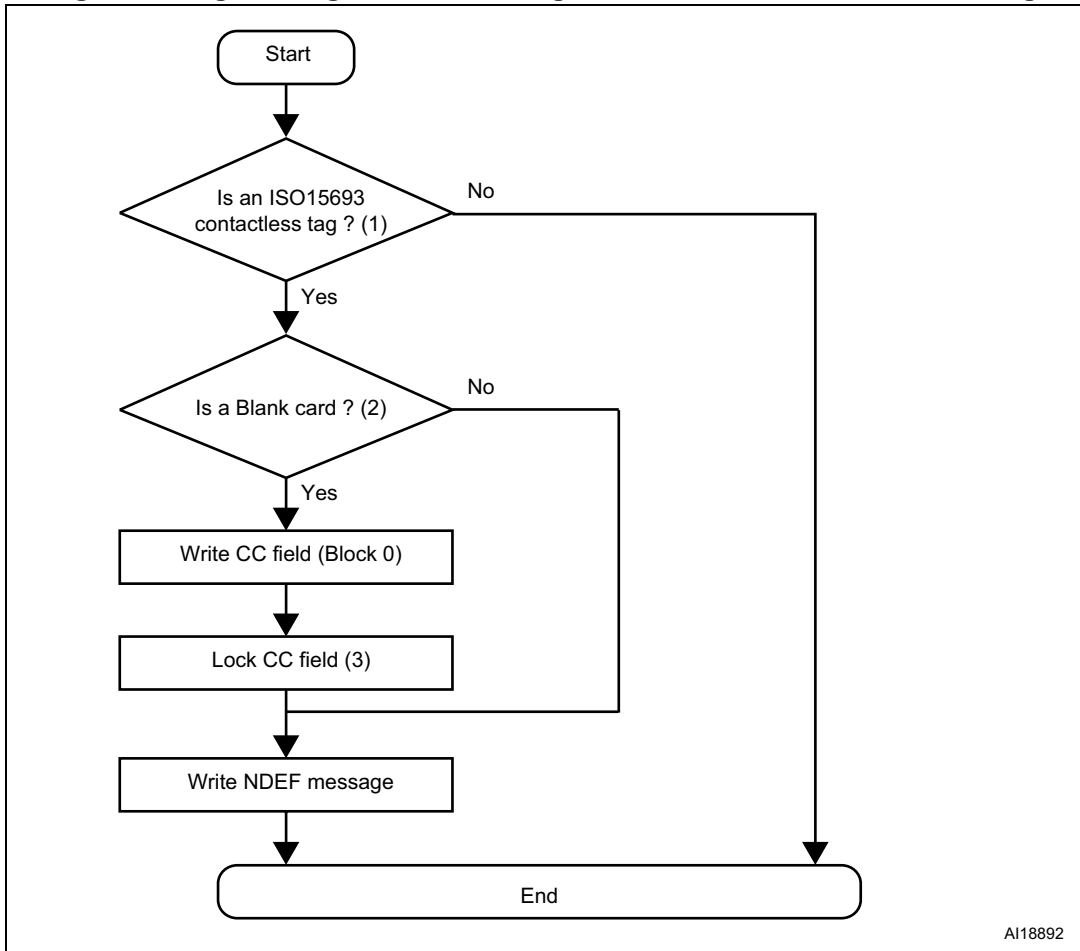 Start
Is an ISO15693
contactless tag ? (1)
No
Yes
Is a Blank card ? (2)
No
Yes
Write CC field (Block 0)
Lock CC field (3)
Write NDEF message
End
AI18892